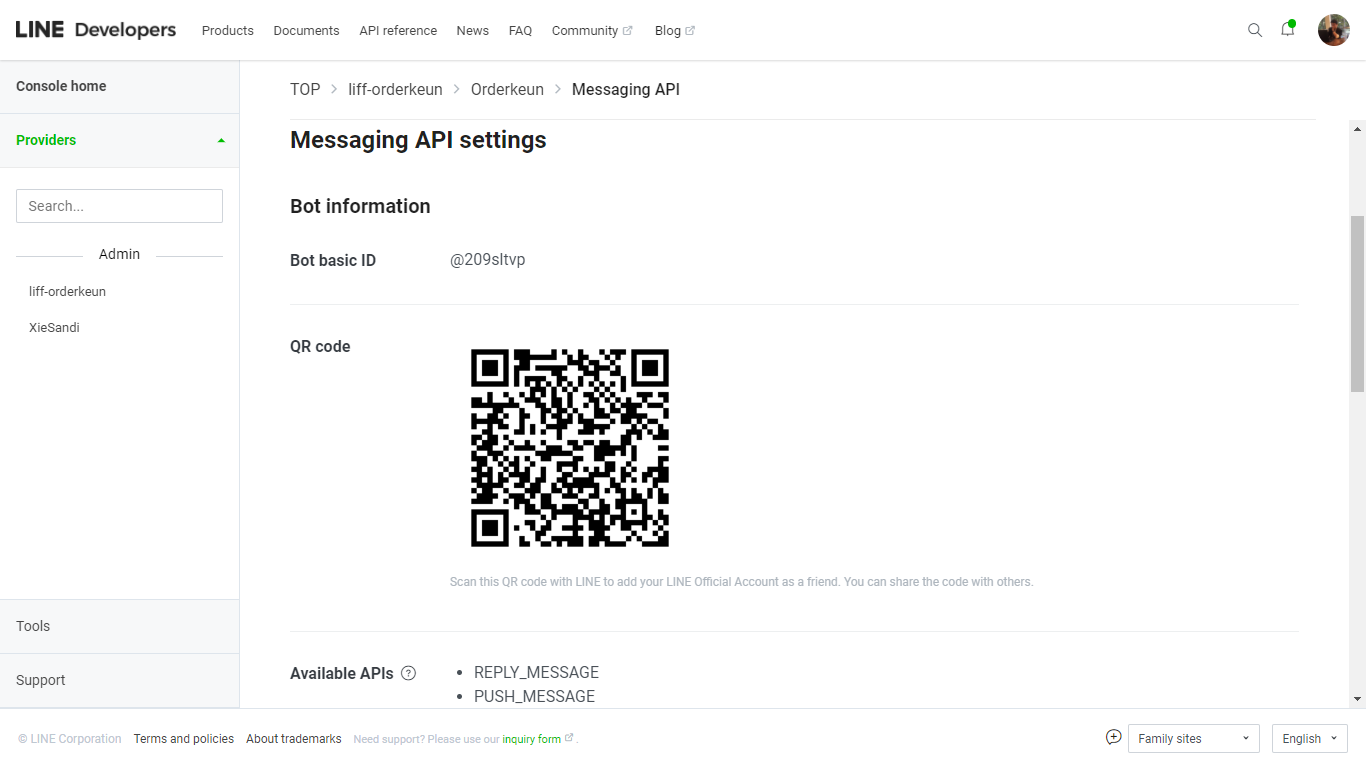 LINE Developers Products Documents API reference News FAQ Community Blog
Console home
Providers
Search...
Admin
liff-orderkeun
XieSandi
Tools
Support
TOP > liff-orderkeun > Orderkeun > Messaging API
Messaging API settings
Bot information
Bot basic ID @209sltvp
QR code
Scan this QR code with LINE to add your LINE Official Account as a friend. You can share the code with others.
Available APIs ? • REPLY_MESSAGE
• PUSH_MESSAGE
© LINE Corporation Terms and policies About trademarks Need support? Please use our inquiry form . Family sites English